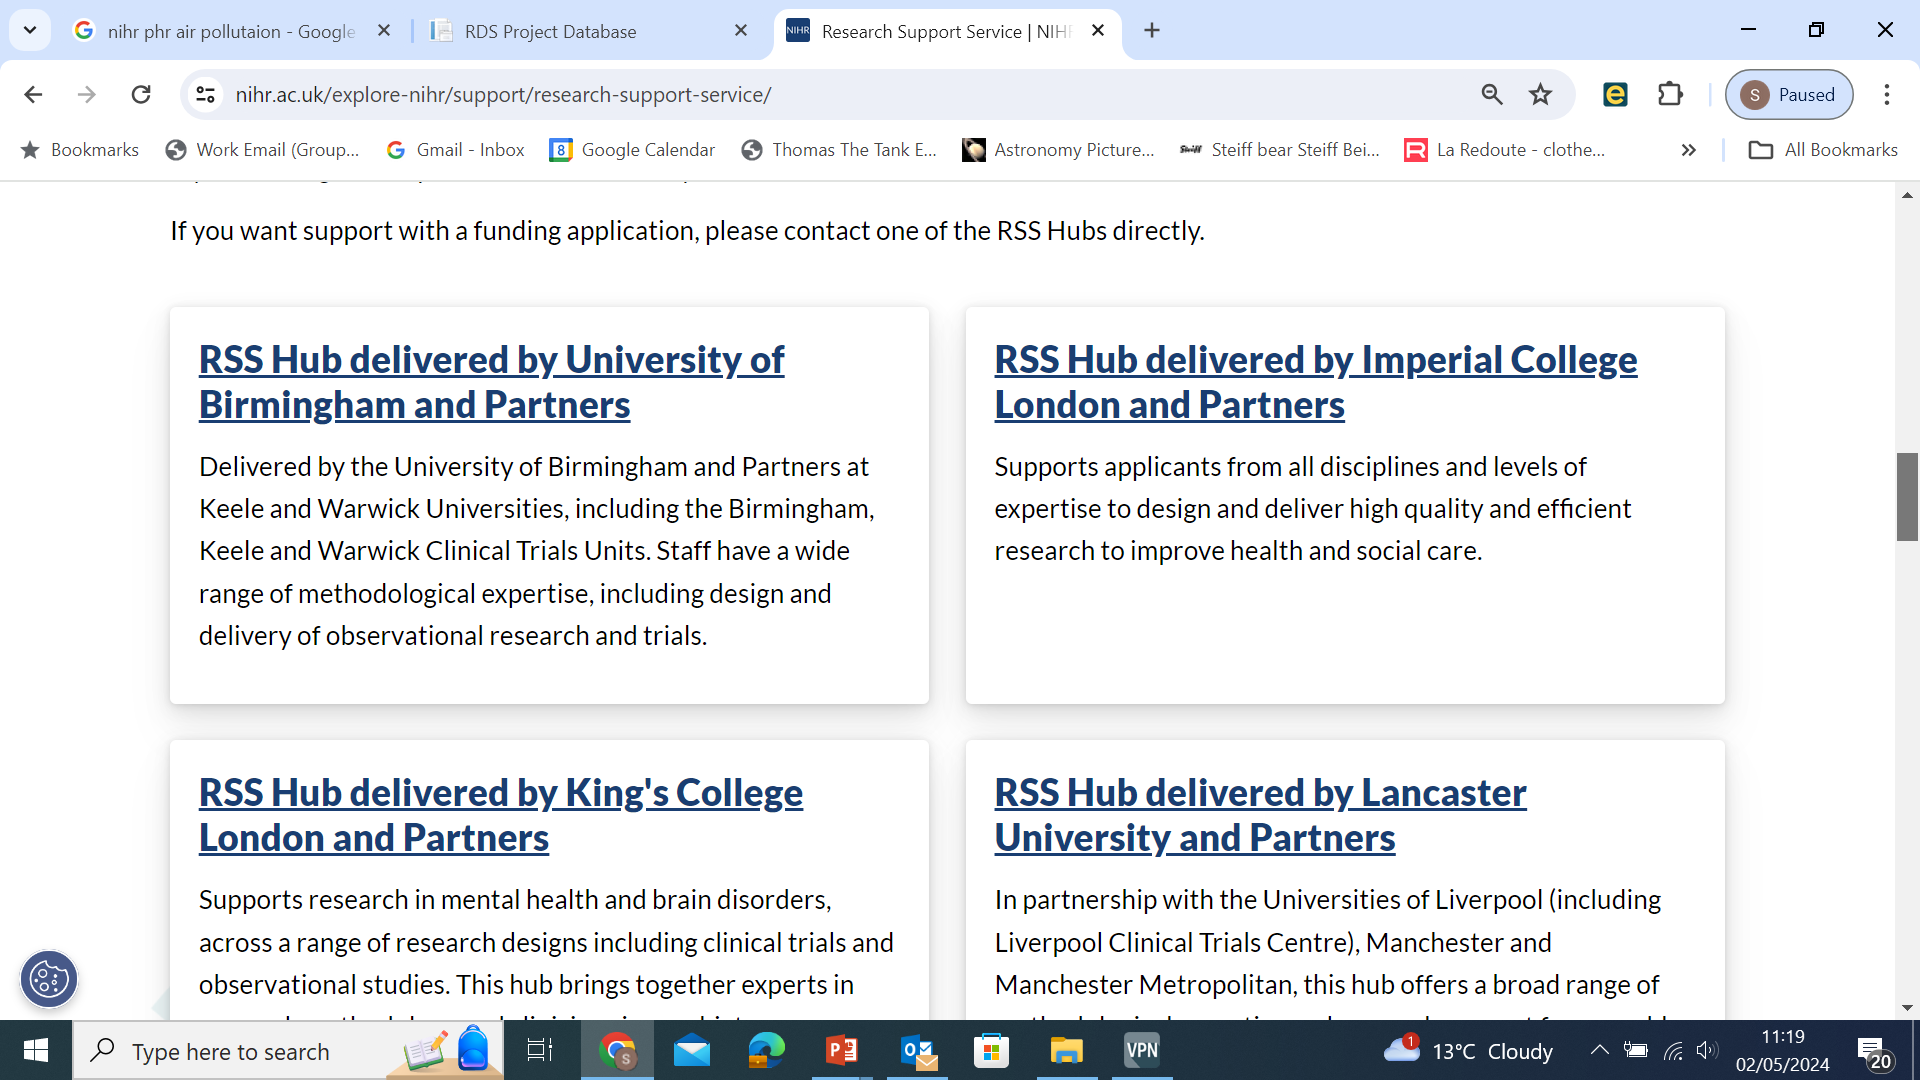 nihr phr air pollutaion - Google
RDS Project Database
NIHR
Research Support Service | NIH
nihr.ac.uk/explore-nihr/support/research-support-service/
e
S
Paused
Bookmarks
Work Email (Group...
Gmail - Inbox
8
Google Calendar
Thomas The Tank E...
Astronomy Picture...
Steiff
Steiff bear Steiff Bei...
R
La Redoute - clothe...
All Bookmarks
If you want support with a funding application, please contact one of the RSS Hubs directly.
RSS Hub delivered by University of
Birmingham and Partners
Delivered by the University of Birmingham and Partners at
Keele and Warwick Universities, including the Birmingham,
Keele and Warwick Clinical Trials Units. Staff have a wide
range of methodological expertise, including design and
delivery of observational research and trials.
RSS Hub delivered by Imperial College
London and Partners
Supports applicants from all disciplines and levels of
expertise to design and deliver high quality and efficient
research to improve health and social care.
RSS Hub delivered by King's College
London and Partners
Supports research in mental health and brain disorders,
across a range of research designs including clinical trials and
observational studies. This hub brings together experts in
RSS Hub delivered by Lancaster
University and Partners
In partnership with the Universities of Liverpool (including
Liverpool Clinical Trials Centre), Manchester and
Manchester Metropolitan, this hub offers a broad range of
Type here to search
S
P
O
VPN
1
13°C Cloudy
11:19
02/05/2024
20